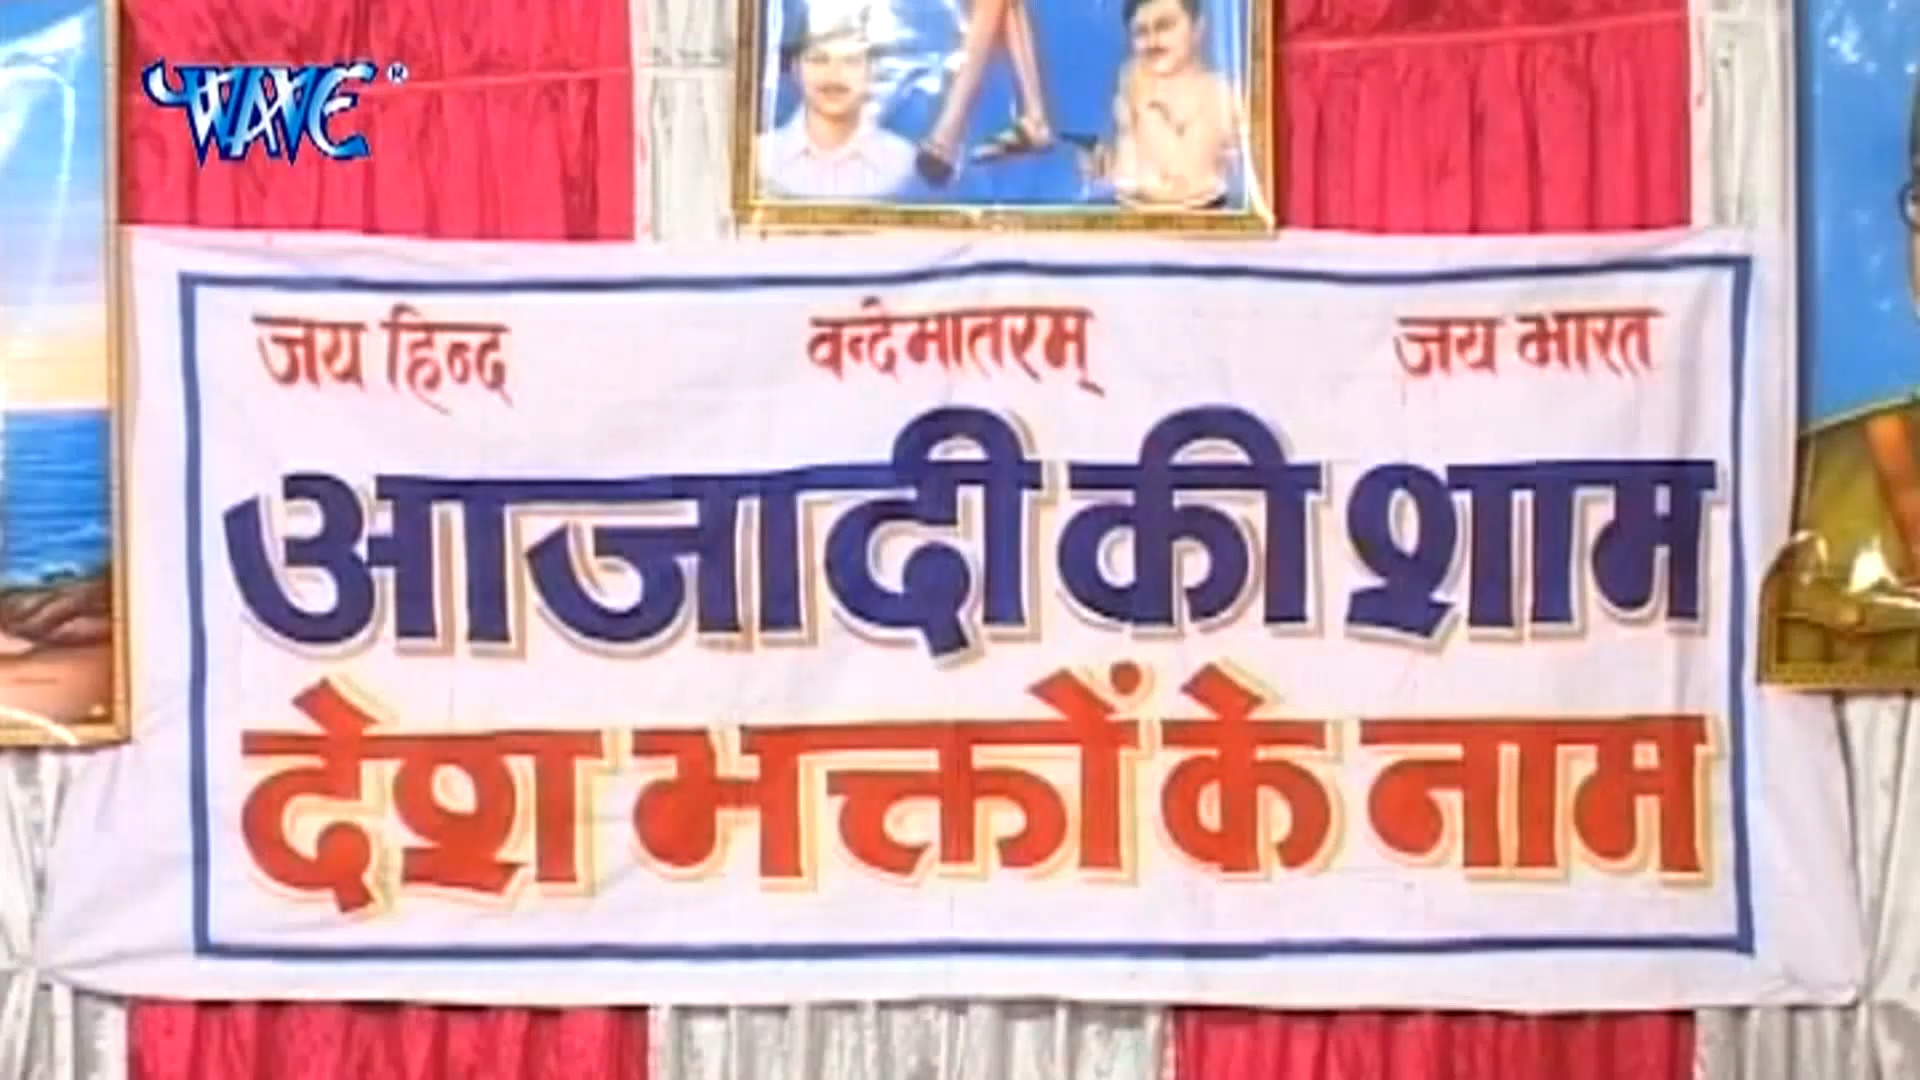 WAVE®
जय हिन्द वन्देमातरम् जय भारत
आजादी की शाम
देश भक्तों के नाम